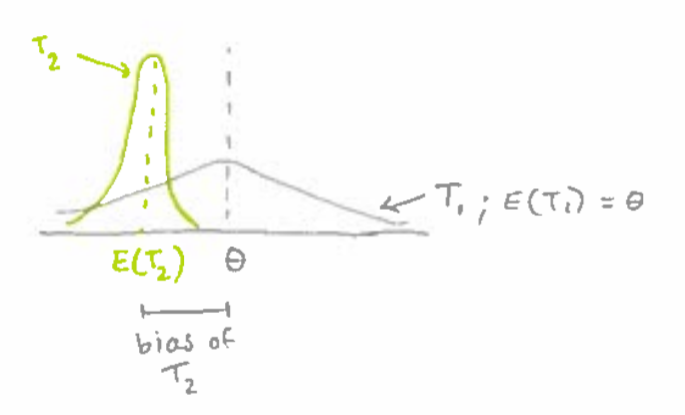 T₂
T₁ ; E(T₁) = θ
E(T₂) θ
bias of
T₂